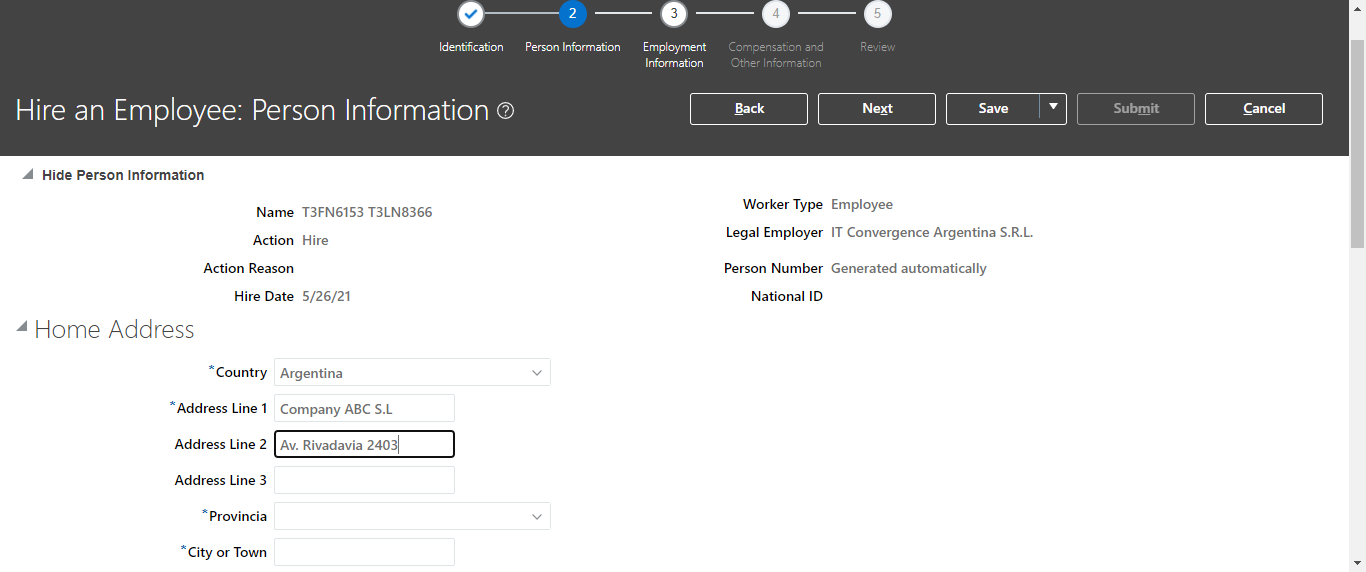 2
3
4
5
Identification
Person Information
Employment
Information
Compensation and
Other Information
Review
Hire an Employee: Person Information ?
Back
Next
Save
Submit
Cancel
Hide Person Information
Name T3FN6153 T3LN8366
Action Hire
Action Reason
Hire Date 5/26/21
Worker Type Employee
Legal Employer IT Convergence Argentina S.R.L.
Person Number Generated automatically
National ID
Home Address
*Country Argentina
*Address Line 1 Company ABC S.L
Address Line 2 Av. Rivadavia 2403
Address Line 3
*Provincia
*City or Town